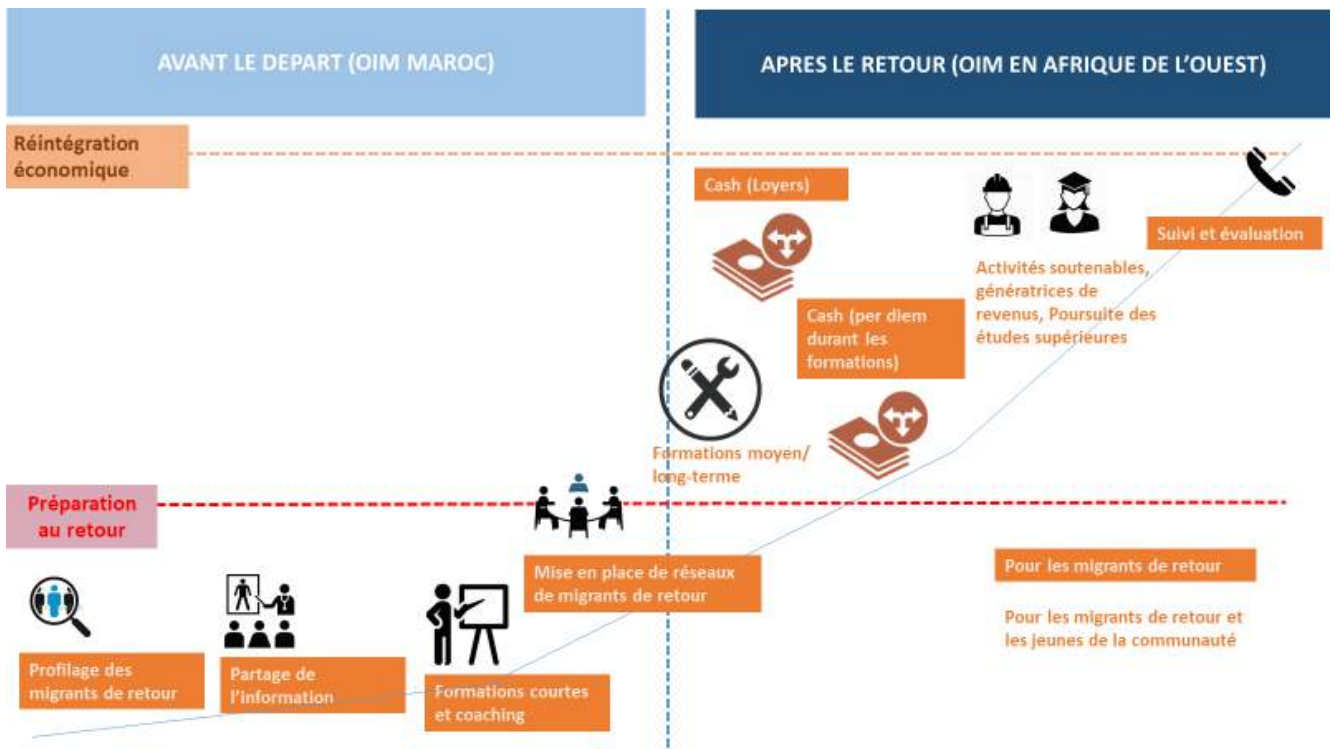 AVANT LE DEPART (OIM MAROC)
APRES LE RETOUR (OIM EN AFRIQUE DE L'OUEST)
Réintégration
économique
Cash (Loyers)
Suivi et évaluation
Activités soutenables,
génératrices de
revenus, Poursuite des
études supérieures
Cash (per diem
durant les
formations)
Formations moyen/
long-terme
Préparation
au retour
Mise en place de réseaux
de migrants de retour
Pour les migrants de retour
Pour les migrants de retour et
les jeunes de la communauté
Profilage des
migrants de retour
Partage de
l'information
Formations courtes
et coaching